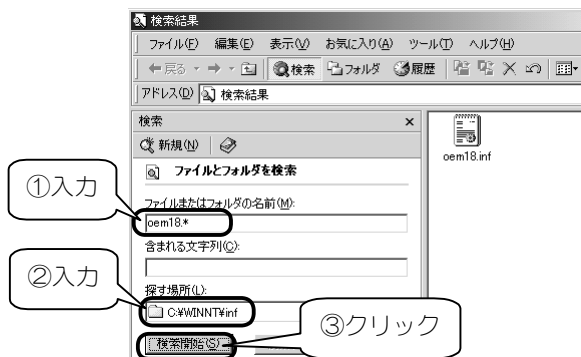 検索結果
ファイル(F) 編集(E) 表示(V) お気に入り(A) ツール(T) ヘルプ(H)
戻る 検索 フォルダ 履歴
アドレス(D) 検索結果
検索
新規(N)
ファイルとフォルダを検索
ファイルまたはフォルダの名前(M):
oem18.*
含まれる文字列(C):
探す場所(L):
C:¥WINNT¥inf
検索開始(S)
oem18.inf
①入力
②入力
③クリック